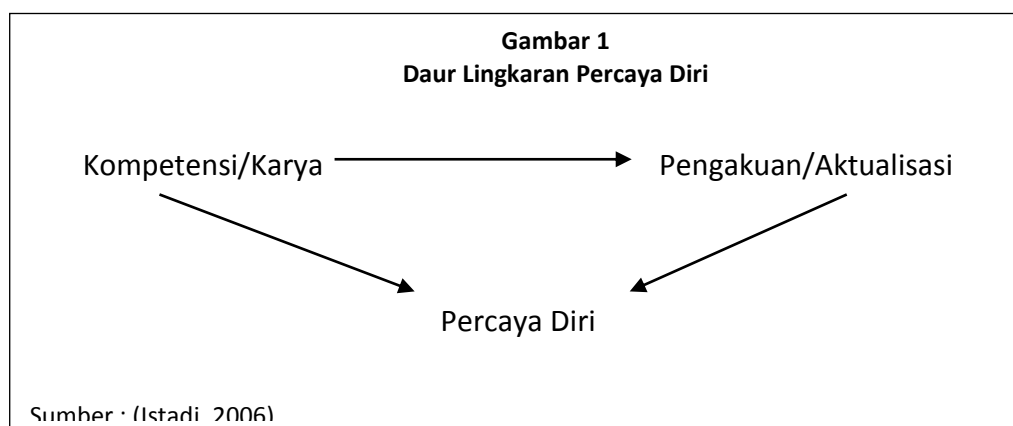 Gambar 1
Daur Lingkaran Percaya Diri
Kompetensi/Karya
Pengakuan/Aktualisasi
Percaya Diri
Sumber : (Istadi, 2006)